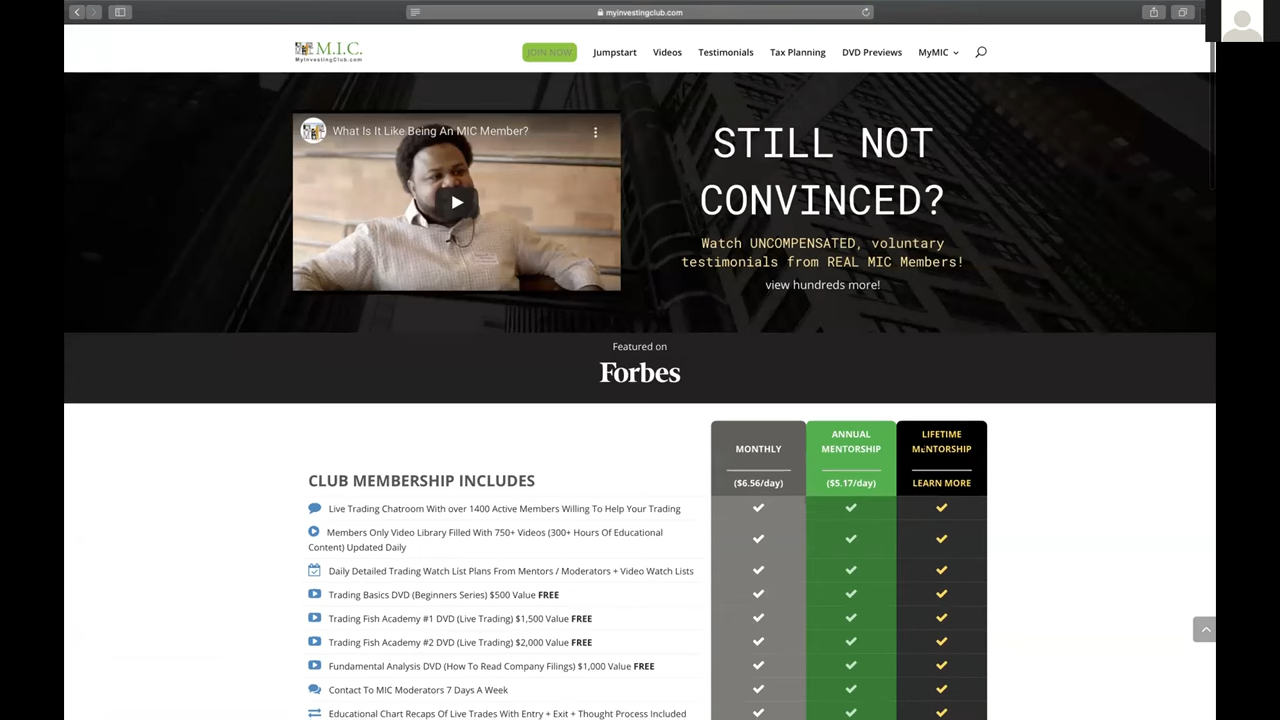 myinvestingclub.com
M.I.C.
MyInvestingClub.com
JOIN NOW
Jumpstart
Videos
Testimonials
Tax Planning
DVD Previews
MyMIC
What Is It Like Being An MIC Member?
STILL NOT
CONVINCED?
Watch UNCOMPENSATED, voluntary
testimonials from REAL MIC Members!
view hundreds more!
Featured on
Forbes
MONTHLY
($6.56/day)
ANNUAL
MENTORSHIP
($5.17/day)
LIFETIME
MENTORSHIP
LEARN MORE
CLUB MEMBERSHIP INCLUDES
Live Trading Chatroom With over 1400 Active Members Willing To Help Your Trading
Members Only Video Library Filled With 750+ Videos (300+ Hours Of Educational
Content) Updated Daily
Daily Detailed Trading Watch List Plans From Mentors / Moderators + Video Watch Lists
Trading Basics DVD (Beginners Series) $500 Value FREE
Trading Fish Academy #1 DVD (Live Trading) $1,500 Value FREE
Trading Fish Academy #2 DVD (Live Trading) $2,000 Value FREE
Fundamental Analysis DVD (How To Read Company Filings) $1,000 Value FREE
Contact To MIC Moderators 7 Days A Week
Educational Chart Recaps Of Live Trades With Entry + Exit + Thought Process Included